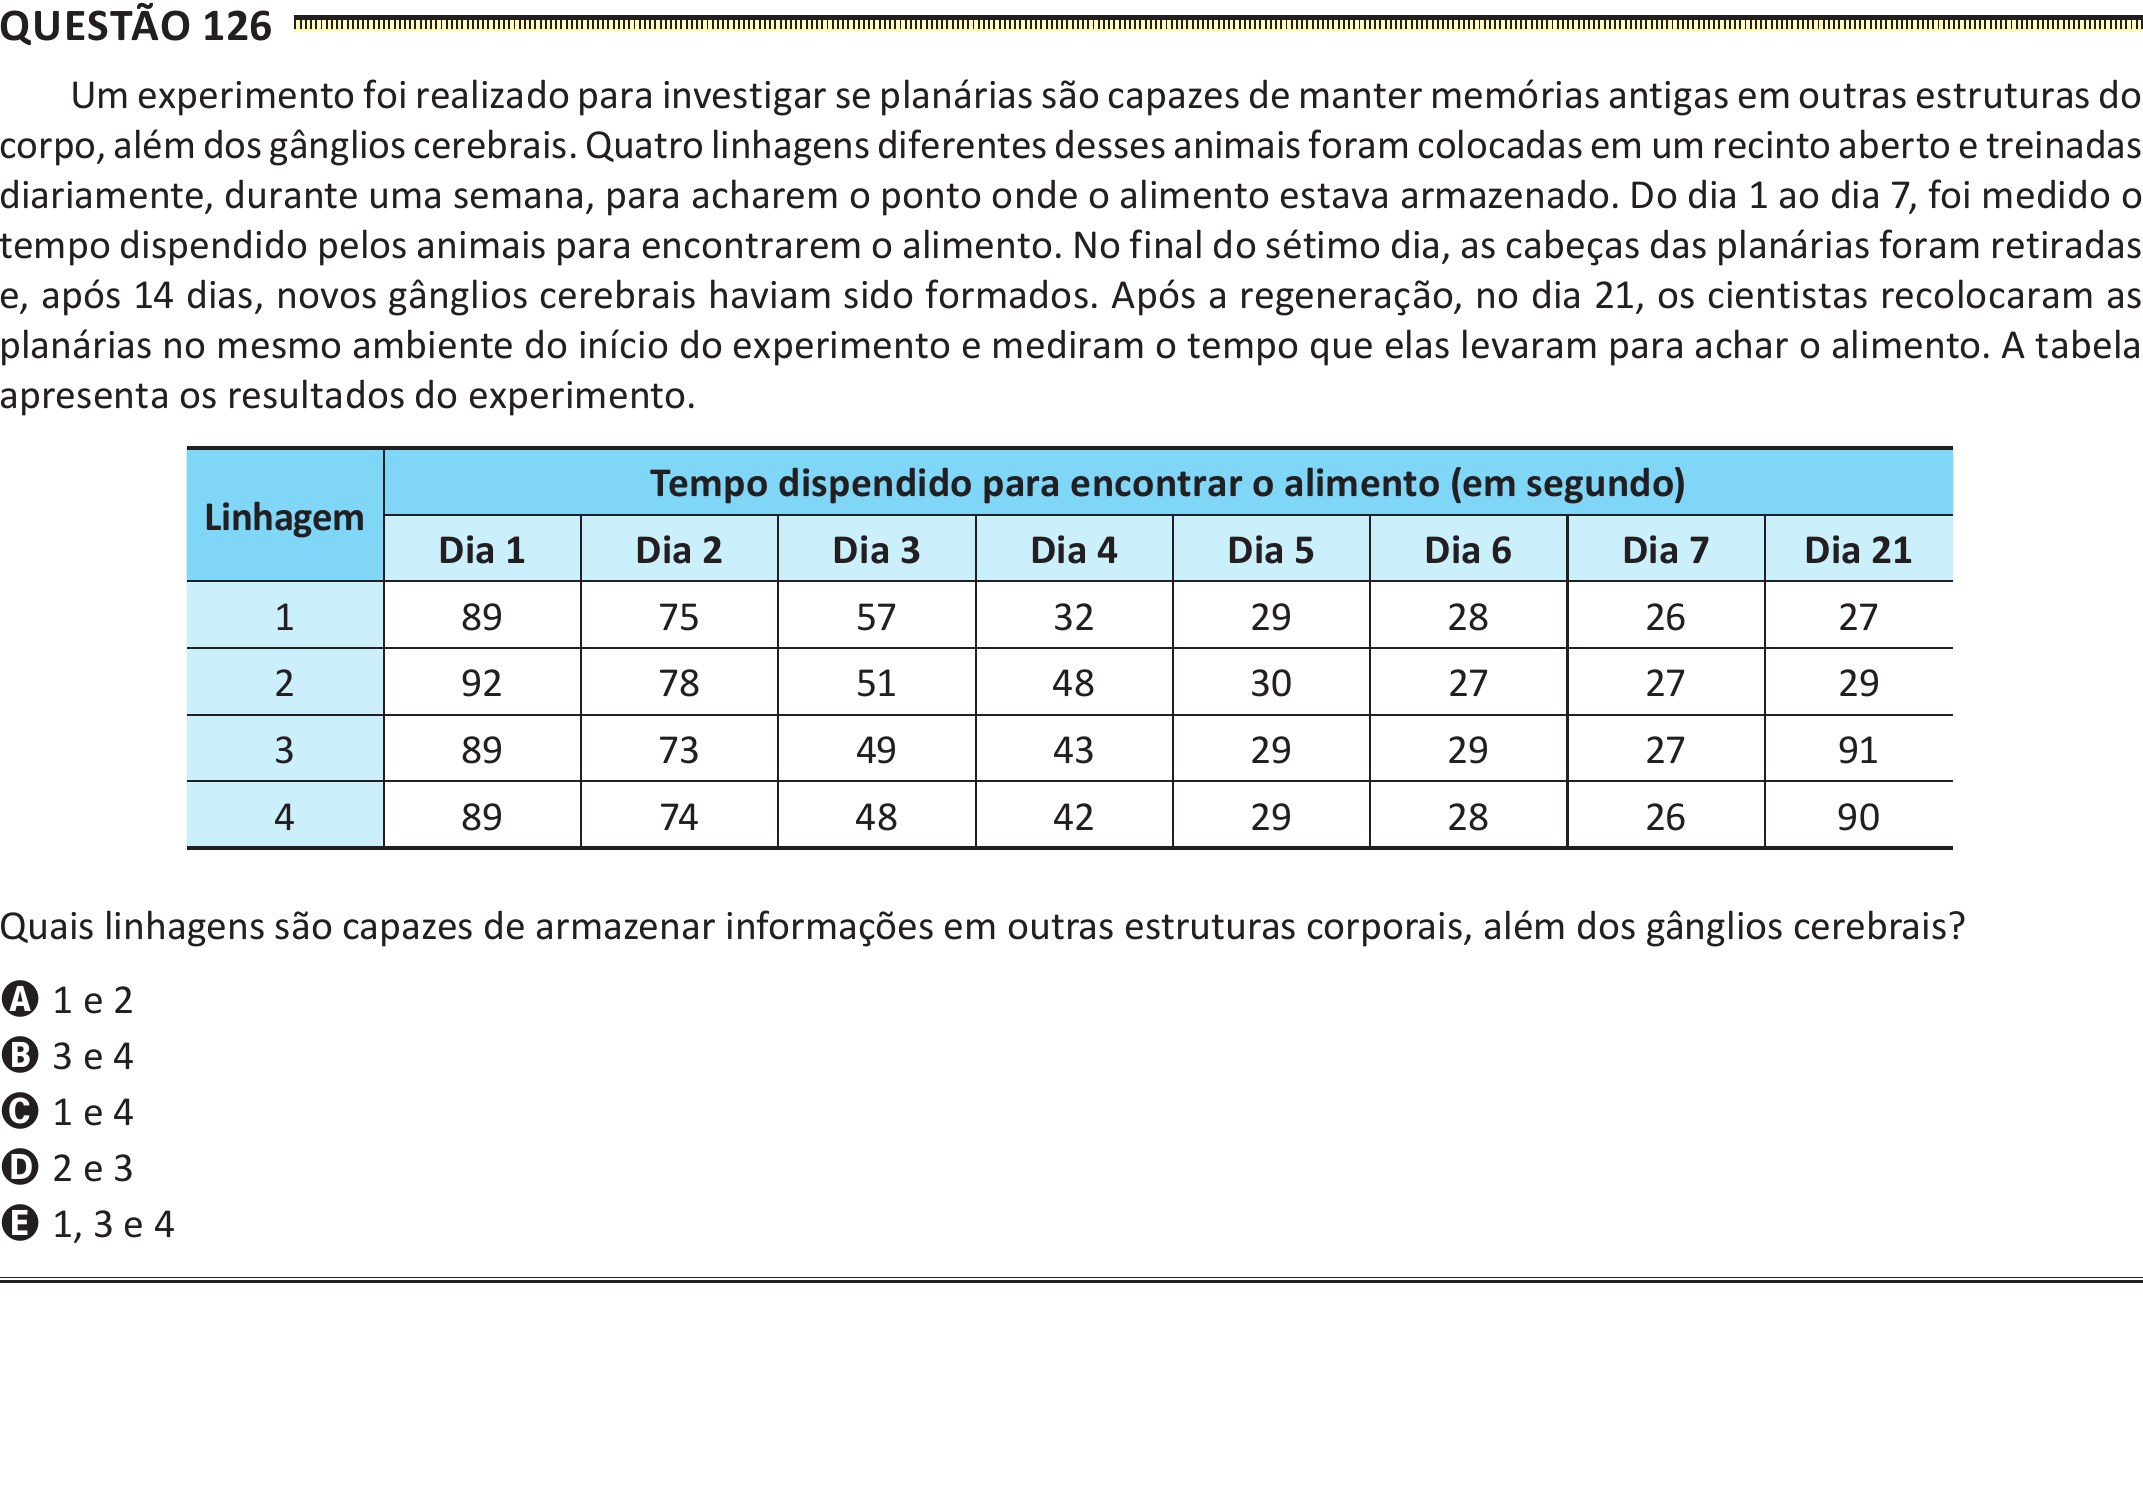 QUESTÃO 126
Um experimento foi realizado para investigar se planárias são capazes de manter memórias antigas em outras estruturas do
corpo, além dos gânglios cerebrais. Quatro linhagens diferentes desses animais foram colocadas em um recinto aberto e treinadas
diariamente, durante uma semana, para acharem o ponto onde o alimento estava armazenado. Do dia 1 ao dia 7, foi medido o
tempo dispendido pelos animais para encontrarem o alimento. No final do sétimo dia, as cabeças das planárias foram retiradas
e, após 14 dias, novos gânglios cerebrais haviam sido formados. Após a regeneração, no dia 21, os cientistas recolocaram as
planárias no mesmo ambiente do início do experimento e mediram o tempo que elas levaram para achar o alimento. A tabela
apresenta os resultados do experimento.
Linhagem Tempo dispendido para encontrar o alimento (em segundo)
Dia 1 Dia 2 Dia 3 Dia 4 Dia 5 Dia 6 Dia 7 Dia 21
1 89 75 57 32 29 28 26 27
2 92 78 51 48 30 27 27 29
3 89 73 49 43 29 29 27 91
4 89 74 48 42 29 28 26 90
Quais linhagens são capazes de armazenar informações em outras estruturas corporais, além dos gânglios cerebrais?
A 1 e 2
B 3 e 4
C 1 e 4
D 2 e 3
E 1, 3 e 4